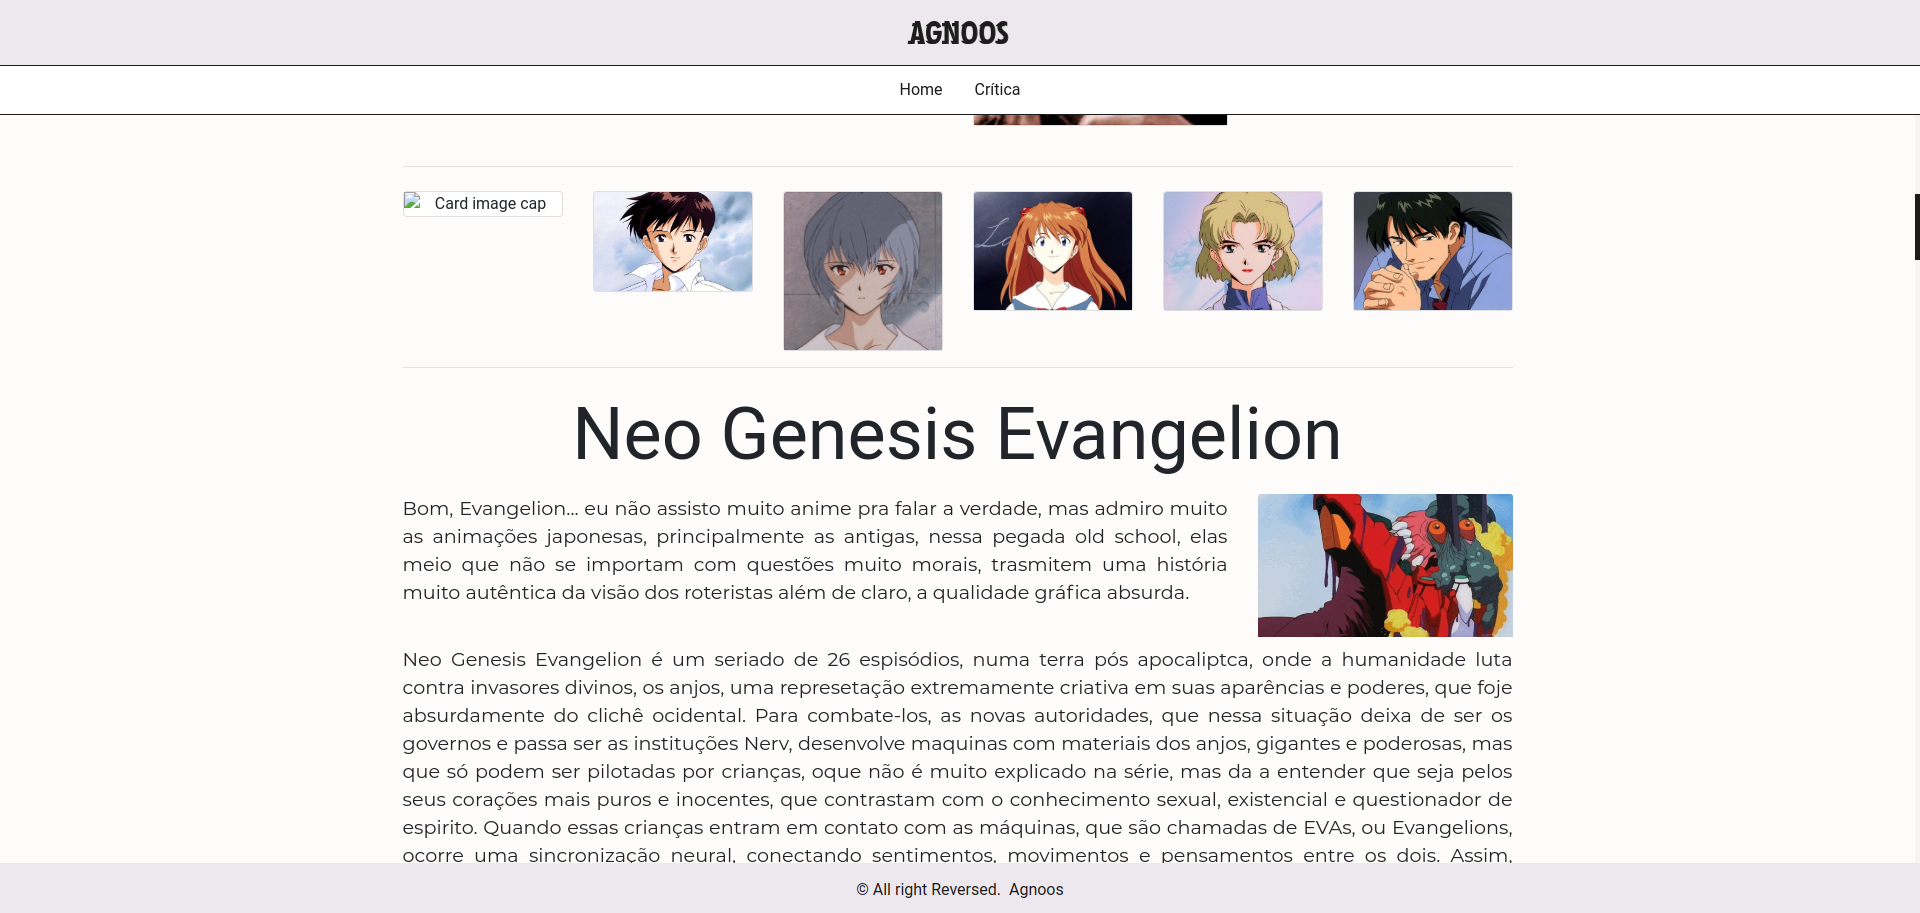 AGNOOS
Home Crítica
Card image cap
Neo Genesis Evangelion
Bom, Evangelion... eu não assisto muito anime pra falar a verdade, mas admiro muito
as animações japonesas, principalmente as antigas, nessa pegada old school, elas
meio que não se importam com questões muito morais, trasmitem uma história
muito autêntica da visão dos roteristas além de claro, a qualidade gráfica absurda.
Neo Genesis Evangelion é um seriado de 26 espisódios, numa terra pós apocaliptca, onde a humanidade luta
contra invasores divinos, os anjos, uma represetação extremamente criativa em suas aparências e poderes, que foje
absurdamente do clichê ocidental. Para combate-los, as novas autoridades, que nessa situação deixa de ser os
governos e passa ser as instituções Nerv, desenvolve maquinas com materiais dos anjos, gigantes e poderosas, mas
que só podem ser pilotadas por crianças, oque não é muito explicado na série, mas da a entender que seja pelos
seus corações mais puros e inocentes, que contrastam com o conhecimento sexual, existencial e questionador de
espirito. Quando essas crianças entram em contato com as máquinas, que são chamadas de EVAs, ou Evangelions,
ocorre uma sincronização neural, conectando sentimentos, movimentos e pensamentos entre os dois. Assim,
© All right Reversed. Agnoos